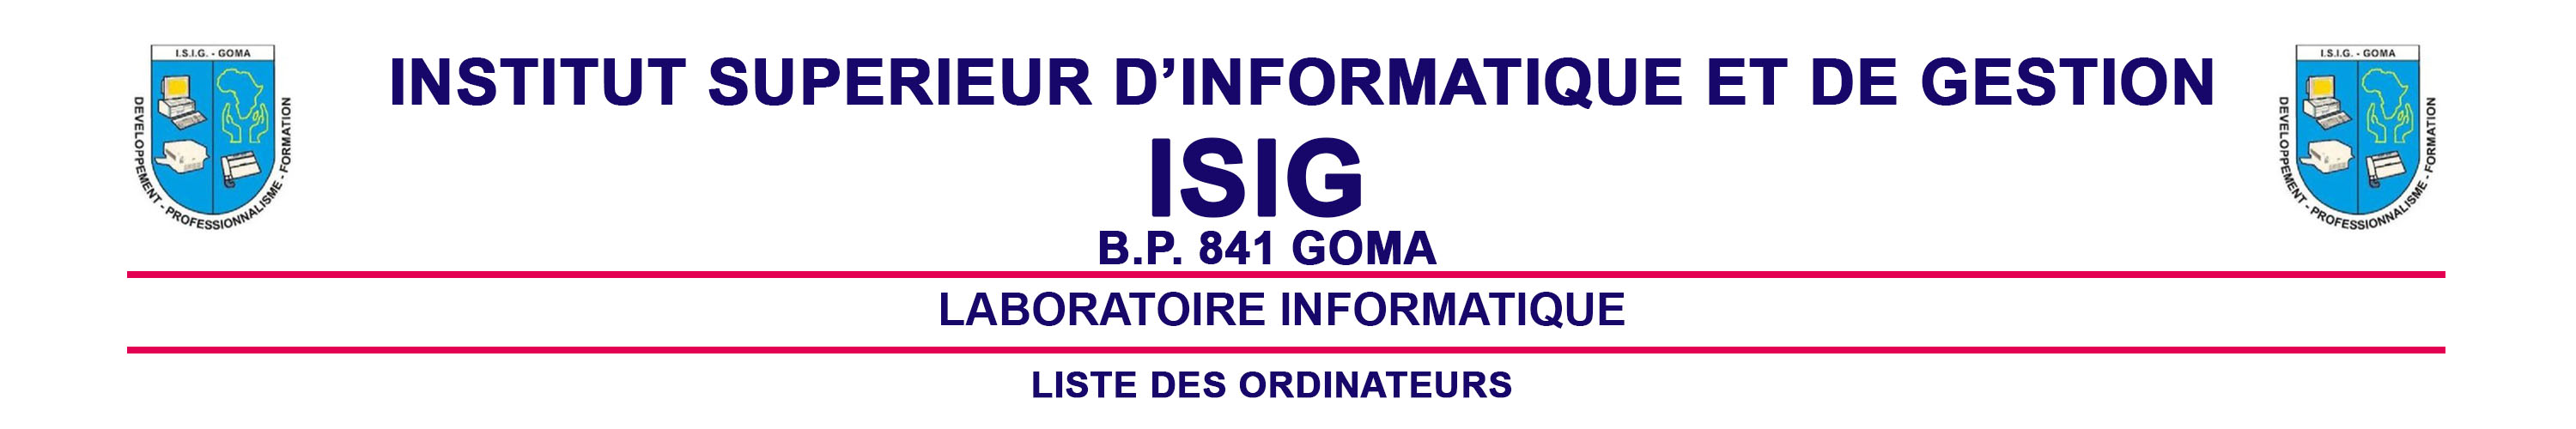 I.S.I.G. - GOMA
DEVELOPPEMENT - PROFESSIONNALISME - FORMATION
INSTITUT SUPERIEUR D’INFORMATIQUE ET DE GESTION
ISIG
B.P. 841 GOMA
I.S.I.G. - GOMA
DEVELOPPEMENT - PROFESSIONNALISME - FORMATION
LABORATOIRE INFORMATIQUE
LISTE DES ORDINATEURS